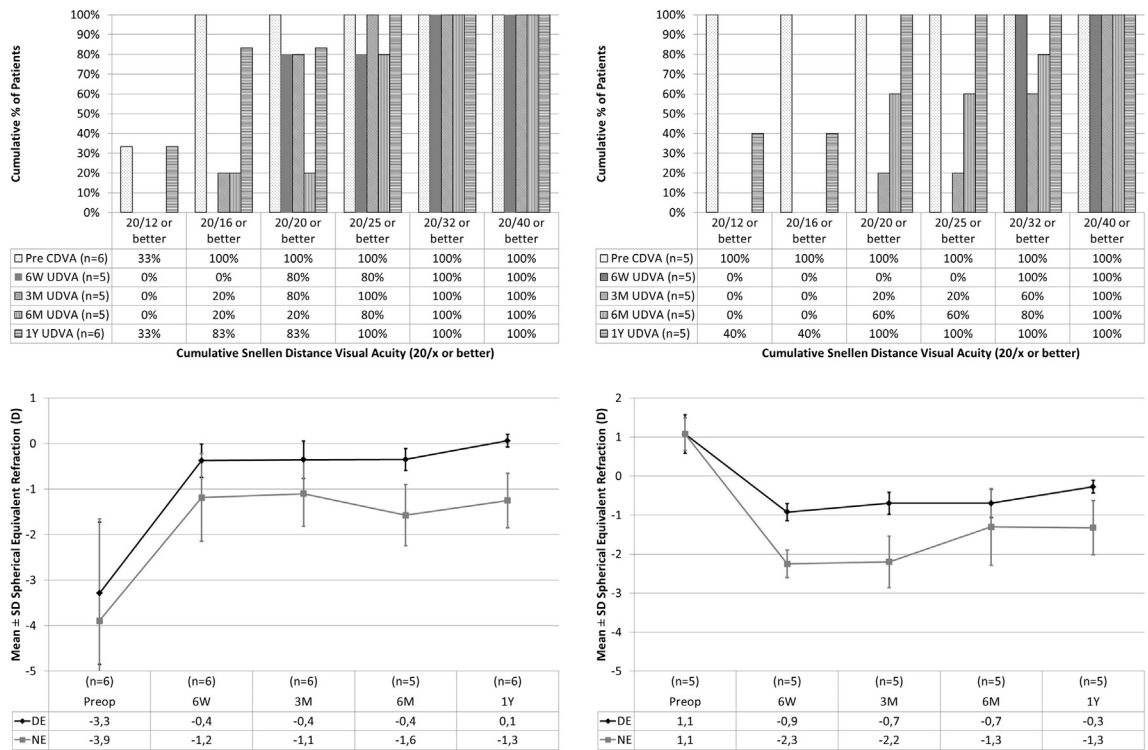 Cumulative % of Patients
100%
90%
80%
70%
60%
50%
40%
30%
20%
10%
0%
20/12 or better 20/16 or better 20/20 or better 20/25 or better 20/32 or better 20/40 or better
Pre CDVA (n=6) 33% 100% 100% 100% 100% 100%
6W UDVA (n=5) 0% 0% 80% 80% 100% 100%
3M UDVA (n=5) 0% 20% 80% 100% 100% 100%
6M UDVA (n=5) 0% 20% 20% 80% 100% 100%
1Y UDVA (n=6) 33% 83% 83% 100% 100% 100%
Cumulative Snellen Distance Visual Acuity (20/x or better)
Cumulative % of Patients
100%
90%
80%
70%
60%
50%
40%
30%
20%
10%
0%
20/12 or better 20/16 or better 20/20 or better 20/25 or better 20/32 or better 20/40 or better
Pre CDVA (n=5) 100% 100% 100% 100% 100% 100%
6W UDVA (n=5) 0% 0% 0% 0% 100% 100%
3M UDVA (n=5) 0% 0% 20% 20% 60% 100%
6M UDVA (n=5) 0% 0% 60% 60% 80% 100%
1Y UDVA (n=5) 40% 40% 100% 100% 100% 100%
Cumulative Snellen Distance Visual Acuity (20/x or better)
Mean ± SD Spherical Equivalent Refraction (D)
1
0
-1
-2
-3
-4
-5
(n=6) (n=6) (n=6) (n=5) (n=6)
Preop 6W 3M 6M 1Y
DE -3,3 -0,4 -0,4 -0,4 0,1
NE -3,9 -1,2 -1,1 -1,6 -1,3
Mean ± SD Spherical Equivalent Refraction (D)
2
1
0
-1
-2
-3
-4
-5
(n=5) (n=5) (n=5) (n=5) (n=5)
Preop 6W 3M 6M 1Y
DE 1,1 -0,9 -0,7 -0,7 -0,3
NE 1,1 -2,3 -2,2 -1,3 -1,3